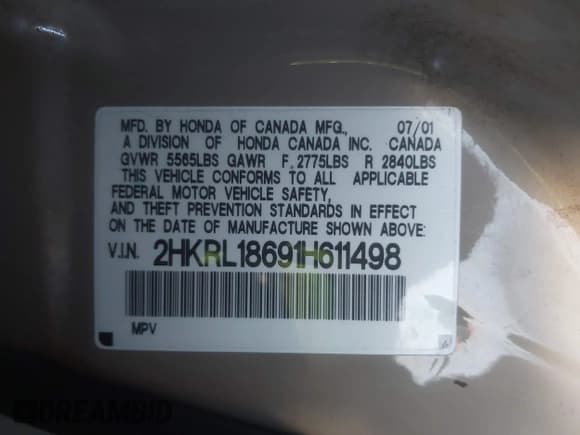 MFD. BY HONDA OF CANADA MFG., 07/01
A DIVISION OF HONDA CANADA INC. CANADA
GVWR 5565LBS GAWR F 2775LBS R 2840LBS
THIS VEHICLE CONFORMS TO ALL APPLICABLE
FEDERAL MOTOR VEHICLE SAFETY,
AND THEFT PREVENTION STANDARDS IN EFFECT
ON THE DATE OF MANUFACTURE SHOWN ABOVE:
V.I.N. 2HKRL18691H611498
MPV
DREAMBID